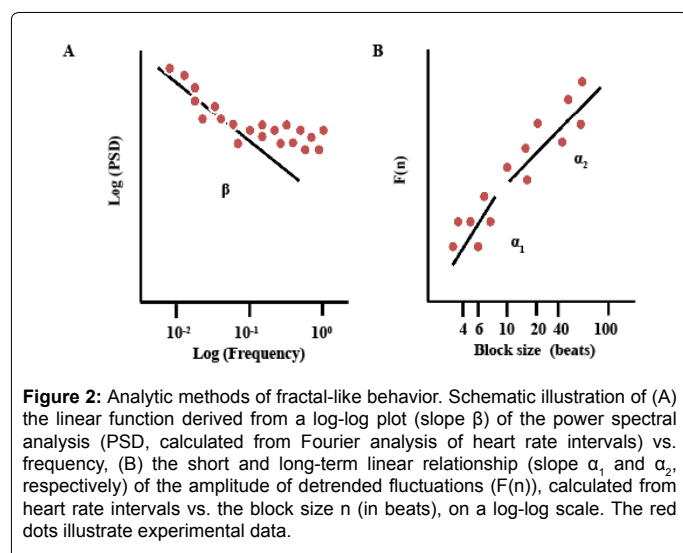 A
B
Log (PSD)
β
10⁻²
10⁻¹
10⁰
Log (Frequency)
F(n)
α₂
α₁
4 6 10 20 40 100
Block size (beats)
Figure 2: Analytic methods of fractal-like behavior. Schematic illustration of (A)
the linear function derived from a log-log plot (slope β) of the power spectral
analysis (PSD, calculated from Fourier analysis of heart rate intervals) vs.
frequency, (B) the short and long-term linear relationship (slope α₁ and α₂,
respectively) of the amplitude of detrended fluctuations (F(n)), calculated from
heart rate intervals vs. the block size n (in beats), on a log-log scale. The red
dots illustrate experimental data.